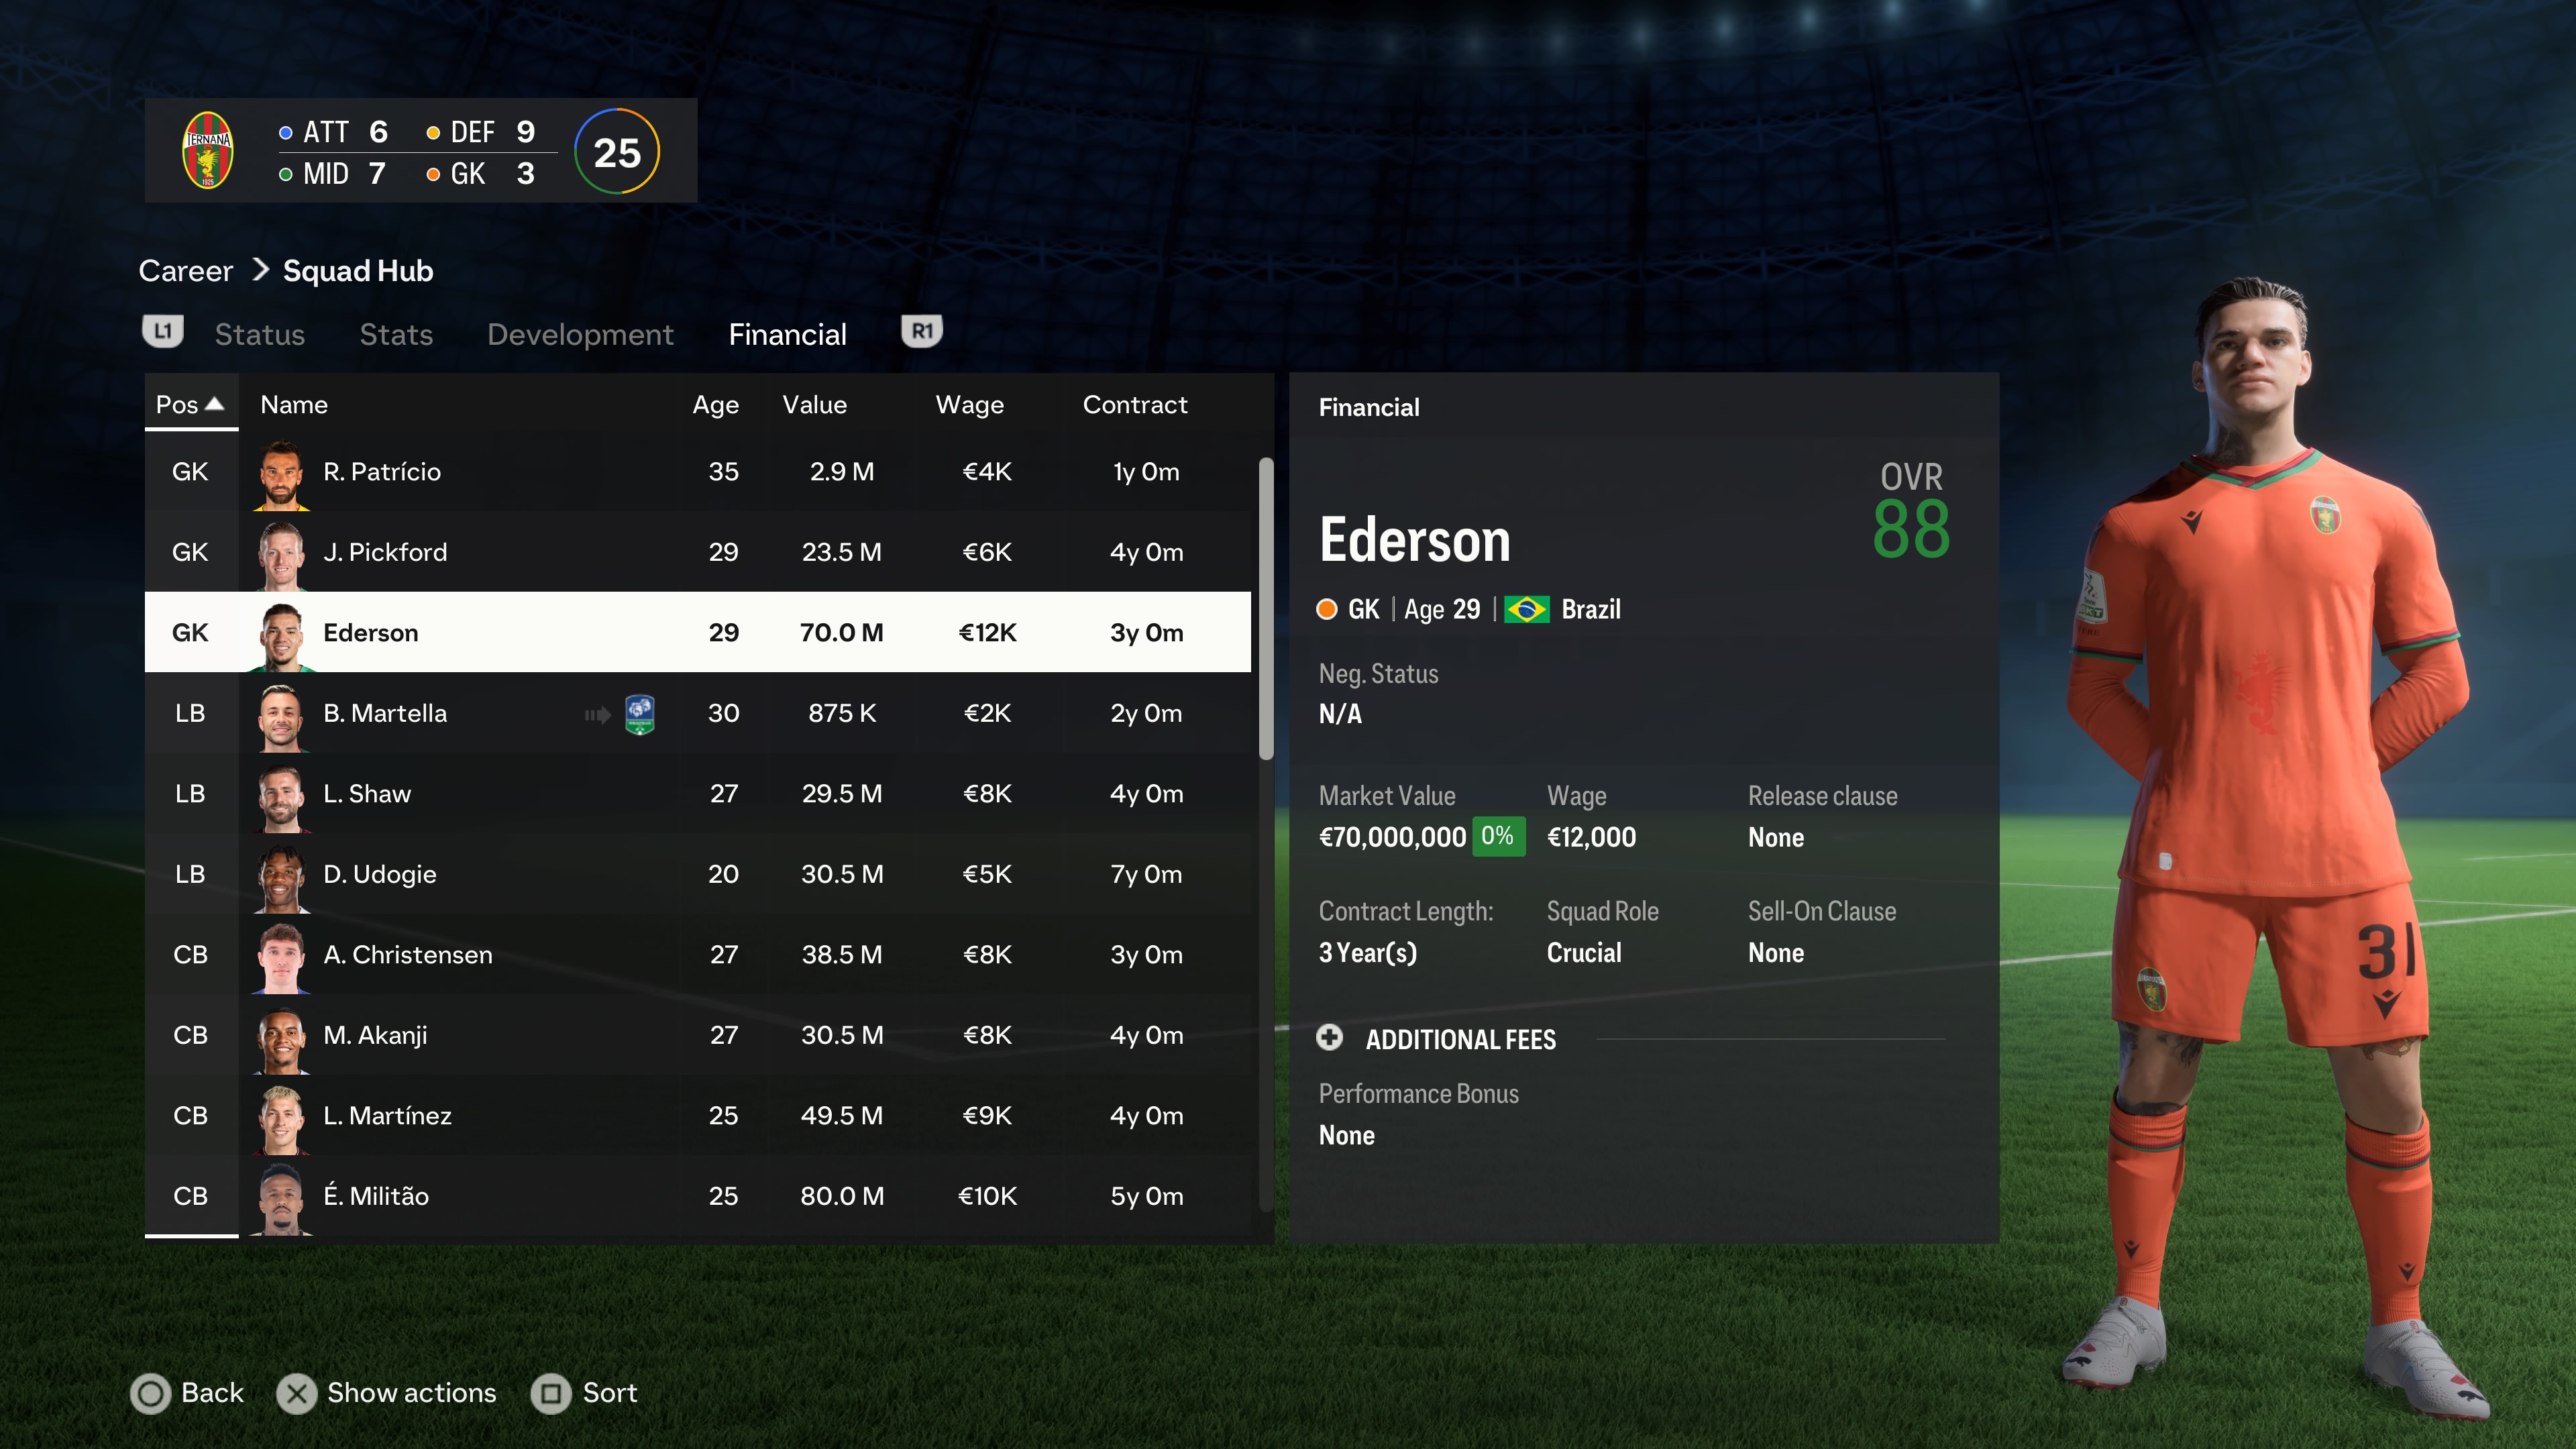 TERNANA
1925
ATT 6 DEF 9
MID 7 GK 3
25
Career > Squad Hub
L1 Status Stats Development Financial R1
Pos Name Age Value Wage Contract
GK R. Patrício 35 2.9 M €4K 1y 0m
GK J. Pickford 29 23.5 M €6K 4y 0m
GK Ederson 29 70.0 M €12K 3y 0m
LB B. Martella 30 875 K €2K 2y 0m
LB L. Shaw 27 29.5 M €8K 4y 0m
LB D. Udogie 20 30.5 M €5K 7y 0m
CB A. Christensen 27 38.5 M €8K 3y 0m
CB M. Akanji 27 30.5 M €8K 4y 0m
CB L. Martínez 25 49.5 M €9K 4y 0m
CB É. Militão 25 80.0 M €10K 5y 0m
Financial
OVR
88
Ederson
GK | Age 29 | Brazil
Neg. Status
N/A
Market Value Wage Release clause
€70,000,000 0% €12,000 None
Contract Length: Squad Role Sell-On Clause
3 Year(s) Crucial None
ADDITIONAL FEES
Performance Bonus
None
31
Back Show actions Sort